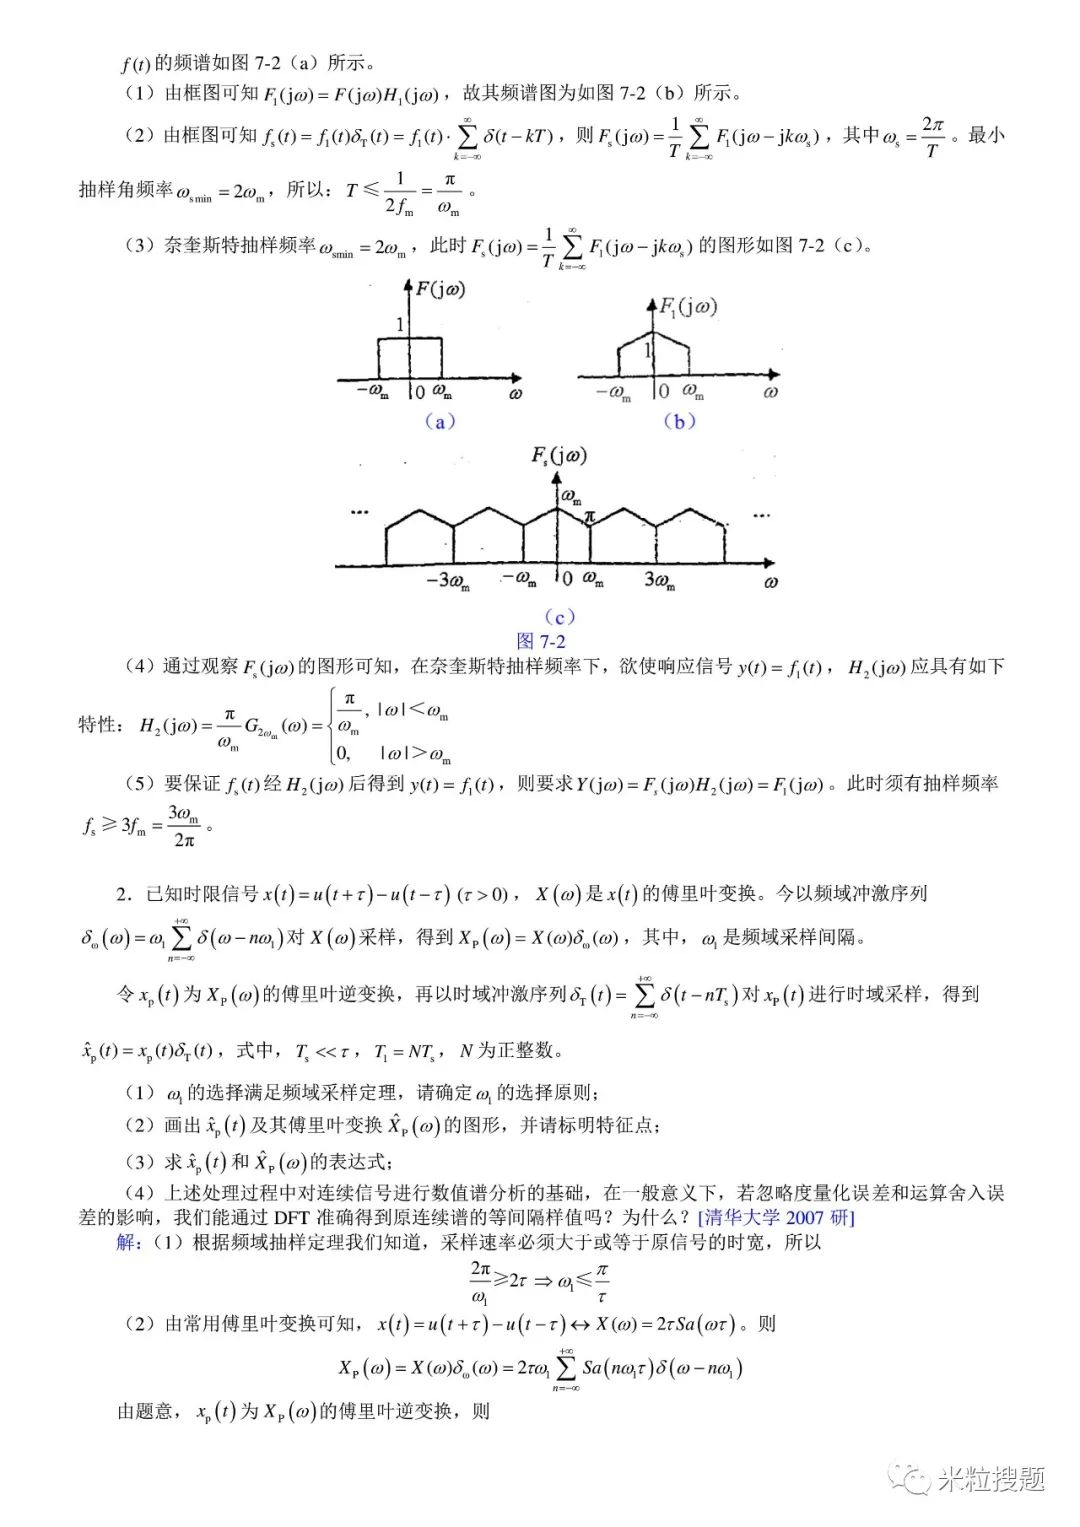 f(t)的频谱如图 7-2（a）所示。
（1）由框图可知 F₁(jω) = F(jω)H₁(jω)，故其频谱图为如图 7-2（b）所示。
（2）由框图可知 fₛ(t) = f₁(t)δ_T(t) = f₁(t)·∑_{k=-∞}^{∞} δ(t − kT)，则 Fₛ(jω) = 1/T ∑_{k=-∞}^{∞} F₁(jω − jkωₛ)，其中 ωₛ = 2π/T。最小
抽样角频率 ω_{smin} = 2ω_m，所以：T ≤ 1/(2f_m) = π/ω_m。
（3）奈奎斯特抽样频率 ω_{smin} = 2ω_m，此时 Fₛ(jω) = 1/T ∑_{k=-∞}^{∞} F₁(jω − jkωₛ) 的图形如图 7-2（c）。
F(jω)
1
−ω_m 0 ω_m ω
（a）
F₁(jω)
1
−ω_m 0 ω_m ω
（b）
Fₛ(jω)
ω_m
π
... ...
−3ω_m −ω_m 0 ω_m 3ω_m ω
（c）
图 7-2
（4）通过观察 Fₛ(jω) 的图形可知，在奈奎斯特抽样频率下，欲使响应信号 y(t) = f₁(t)，H₂(jω) 应具有如下
特性：H₂(jω) = π/ω_m G_{2ω_m}(ω) = { π/ω_m, |ω|＜ω_m
0, |ω|＞ω_m
（5）要保证 fₛ(t) 经 H₂(jω) 后得到 y(t) = f₁(t)，则要求 Y(jω) = Fₛ(jω)H₂(jω) = F₁(jω)。此时须有抽样频率
fₛ ≥ 3f_m = 3ω_m/2π。
2．已知时限信号 x(t) = u(t+τ) − u(t−τ) (τ > 0)，X(ω) 是 x(t) 的傅里叶变换。今以频域冲激序列
δ_ω(ω) = ω₁ ∑_{n=-∞}^{+∞} δ(ω − nω₁) 对 X(ω) 采样，得到 X_P(ω) = X(ω)δ_ω(ω)，其中，ω₁ 是频域采样间隔。
令 x_p(t) 为 X_P(ω) 的傅里叶逆变换，再以时域冲激序列 δ_T(t) = ∑_{n=-∞}^{+∞} δ(t − nTₛ) 对 x_P(t) 进行时域采样，得到
x̂_p(t) = x_p(t)δ_T(t)，式中，Tₛ << τ，T₁ = NTₛ，N 为正整数。
（1）ω₁ 的选择满足频域采样定理，请确定 ω₁ 的选择原则；
（2）画出 x̂_p(t) 及其傅里叶变换 X̂_P(ω) 的图形，并请标明特征点；
（3）求 x̂_p(t) 和 X̂_P(ω) 的表达式；
（4）上述处理过程中对连续信号进行数值谱分析的基础，在一般意义下，若忽略度量化误差和运算舍入误
差的影响，我们能通过 DFT 准确得到原连续谱的等间隔样值吗？为什么？[清华大学 2007 研]
解：（1）根据频域抽样定理我们知道，采样速率必须大于或等于原信号的时宽，所以
2π/ω₁ ≥ 2τ ⇒ ω₁ ≤ π/τ
（2）由常用傅里叶变换可知，x(t) = u(t+τ) − u(t−τ) ↔ X(ω) = 2τSa(ωτ)。则
X_P(ω) = X(ω)δ_ω(ω) = 2τω₁ ∑_{n=-∞}^{+∞} Sa(nω₁τ)δ(ω − nω₁)
由题意，x_p(t) 为 X_P(ω) 的傅里叶逆变换，则
米粒搜题